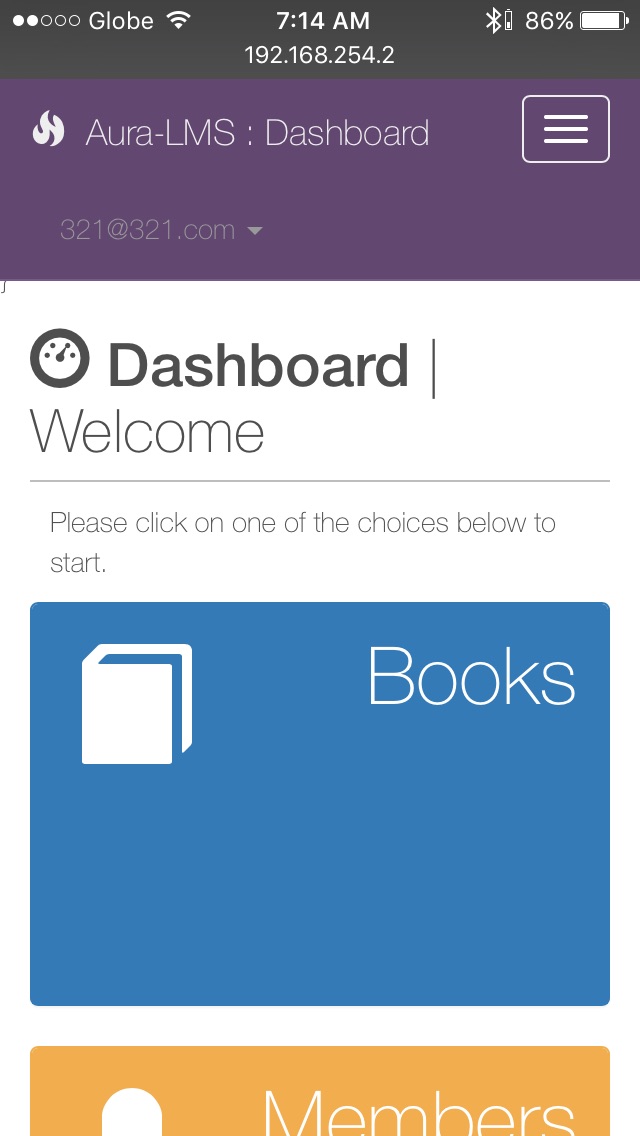 Globe 7:14 AM 86%
192.168.254.2
Aura-LMS : Dashboard
321@321.com
}
Dashboard |
Welcome
Please click on one of the choices below to
start.
Books
Members